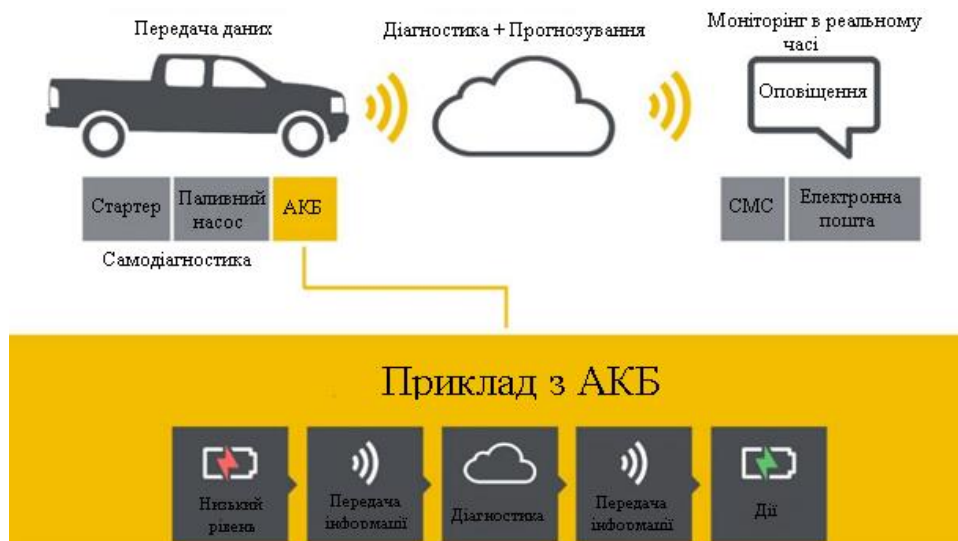 Передача даних
Діагностика + Прогнозування
Моніторінг в реальному
часі
Оповіщення
Стартер
Паливний
насос
АКБ
СМС
Електронна
пошта
Самодіагностика
Приклад з АКБ
Низький
рівень
Передача
інформації
Діагностика
Передача
інформації
Дії